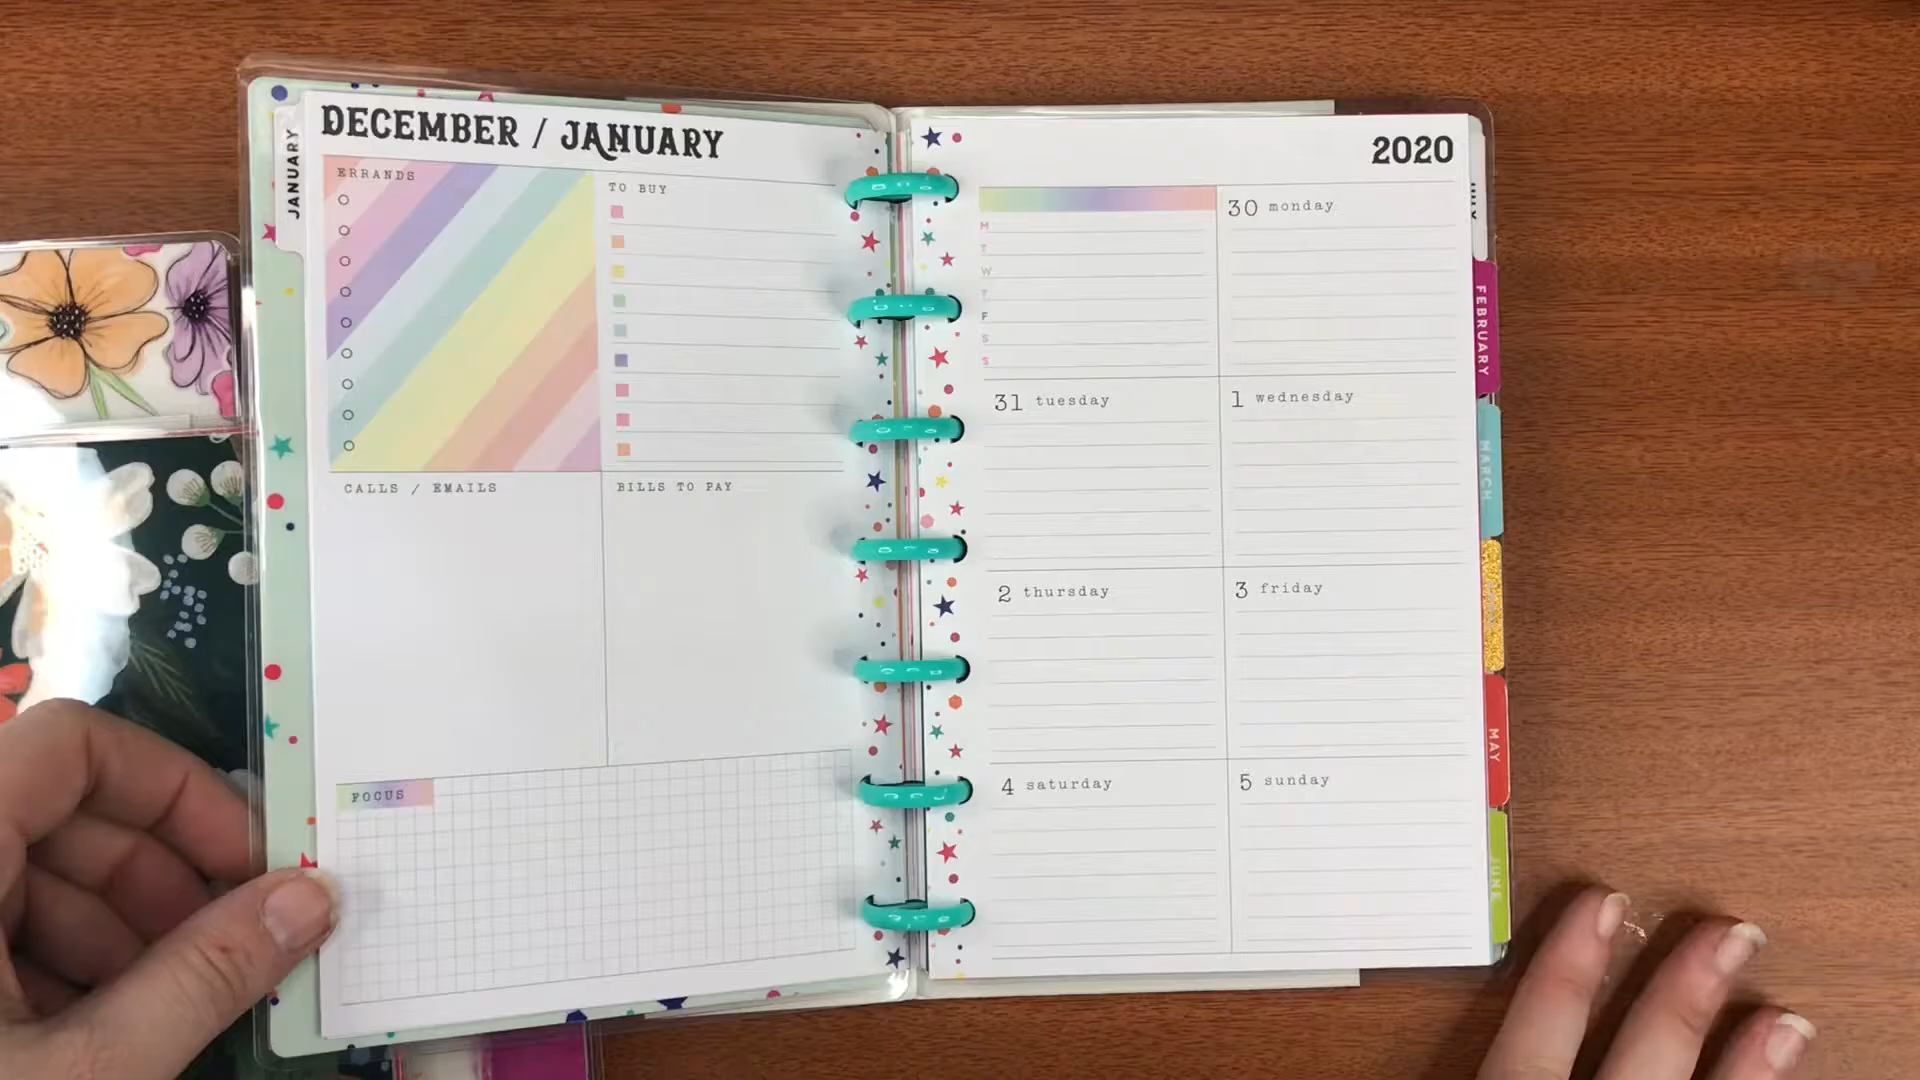 DECEMBER / JANUARY
JANUARY
ERRANDS
TO BUY
CALLS / EMAILS
BILLS TO PAY
FOCUS
2020
M
T
W
T
F
S
S
30 monday
31 tuesday
1 wednesday
2 thursday
3 friday
4 saturday
5 sunday
FEBRUARY
MARCH
MAY
JUNE